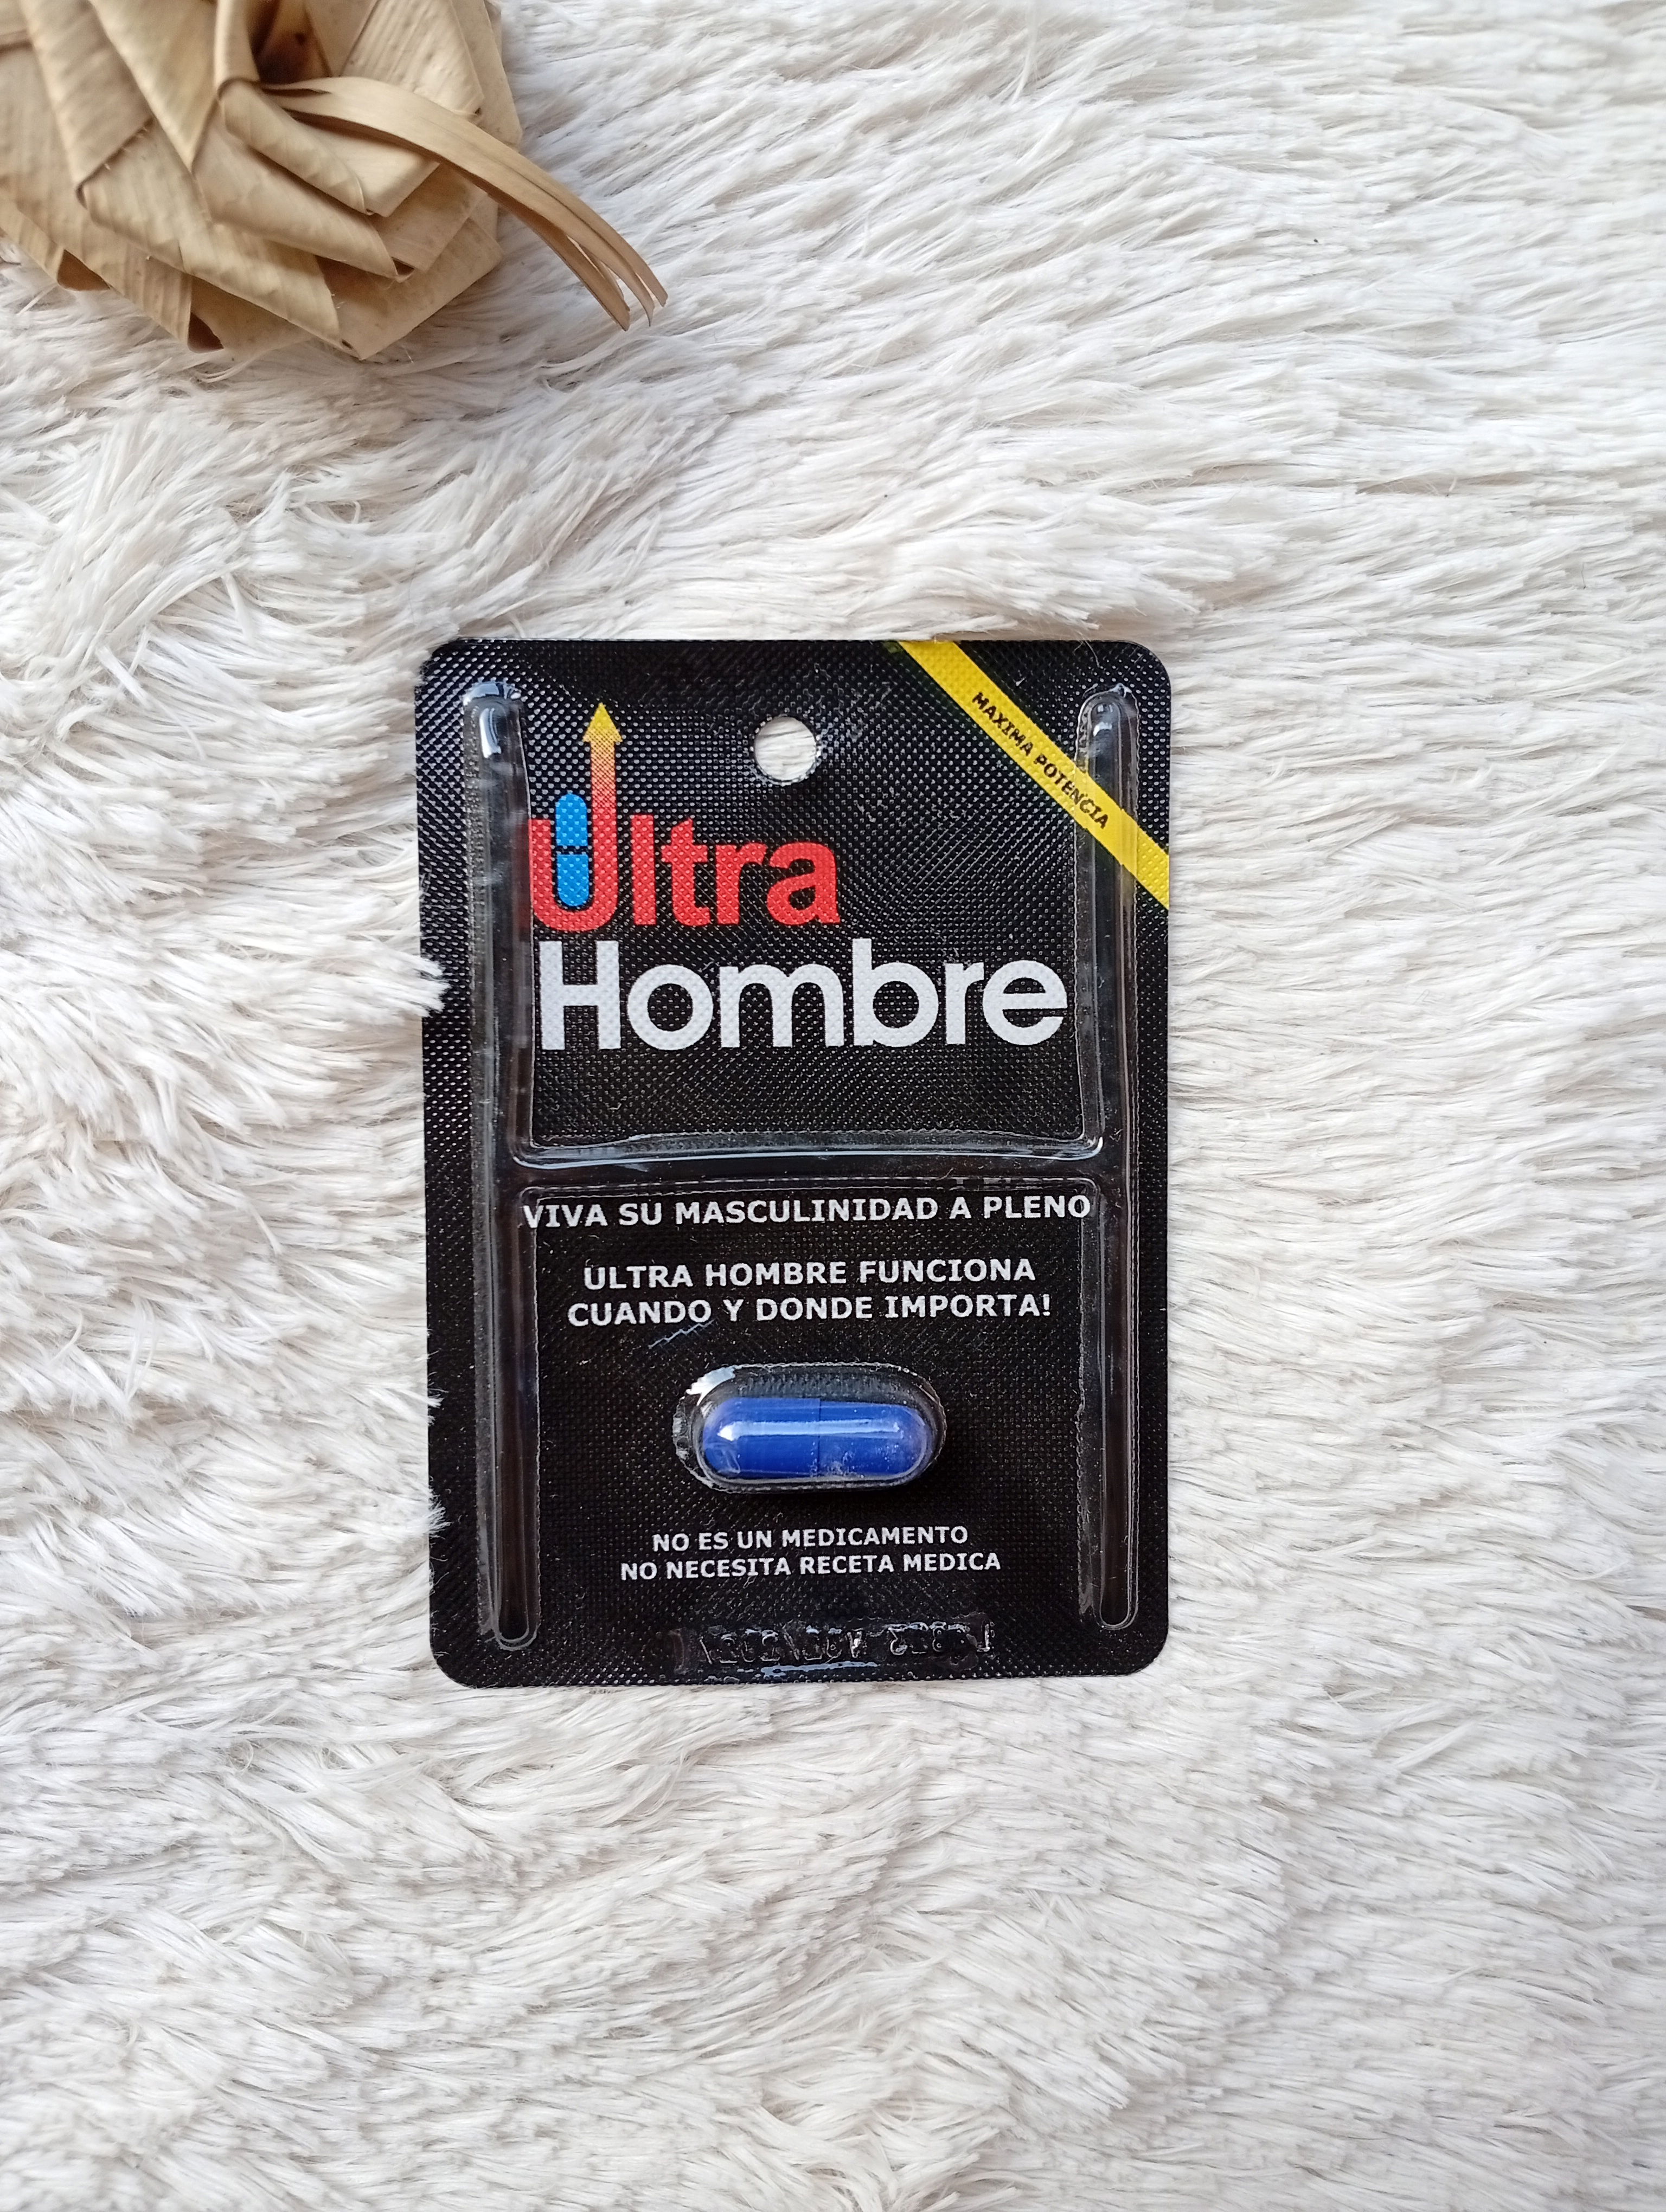 MAXIMA POTENCIA
Ultra
Hombre
VIVA SU MASCULINIDAD A PLENO
ULTRA HOMBRE FUNCIONA
CUANDO Y DONDE IMPORTA!
NO ES UN MEDICAMENTO
NO NECESITA RECETA MEDICA